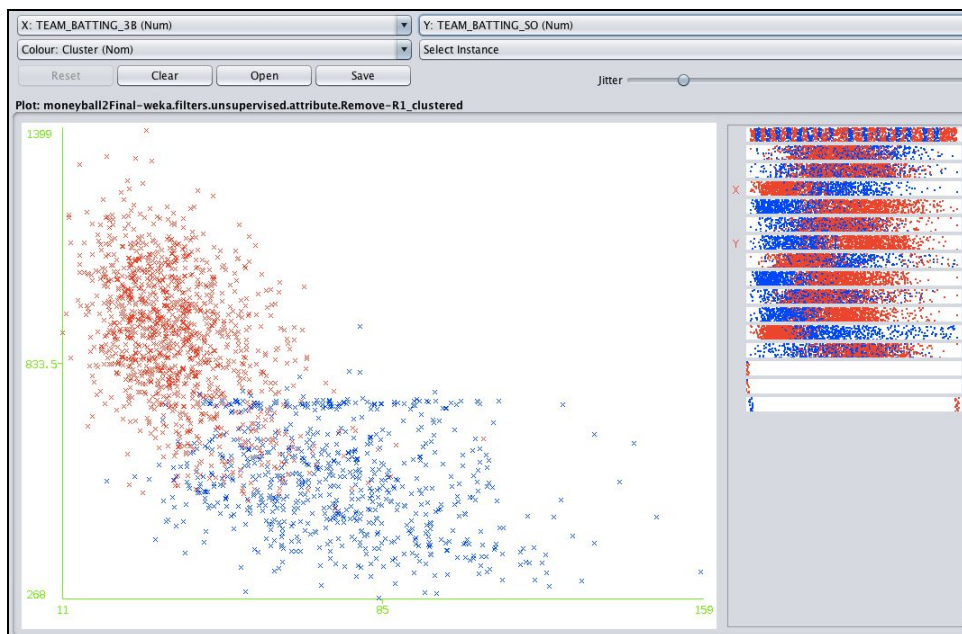 X: TEAM_BATTING_3B (Num) Y: TEAM_BATTING_SO (Num)
Colour: Cluster (Nom) Select Instance
Reset Clear Open Save Jitter
Plot: moneyball2Final-weka.filters.unsupervised.attribute.Remove-R1_clustered
1399
X
Y
833.5
268
11 85 159